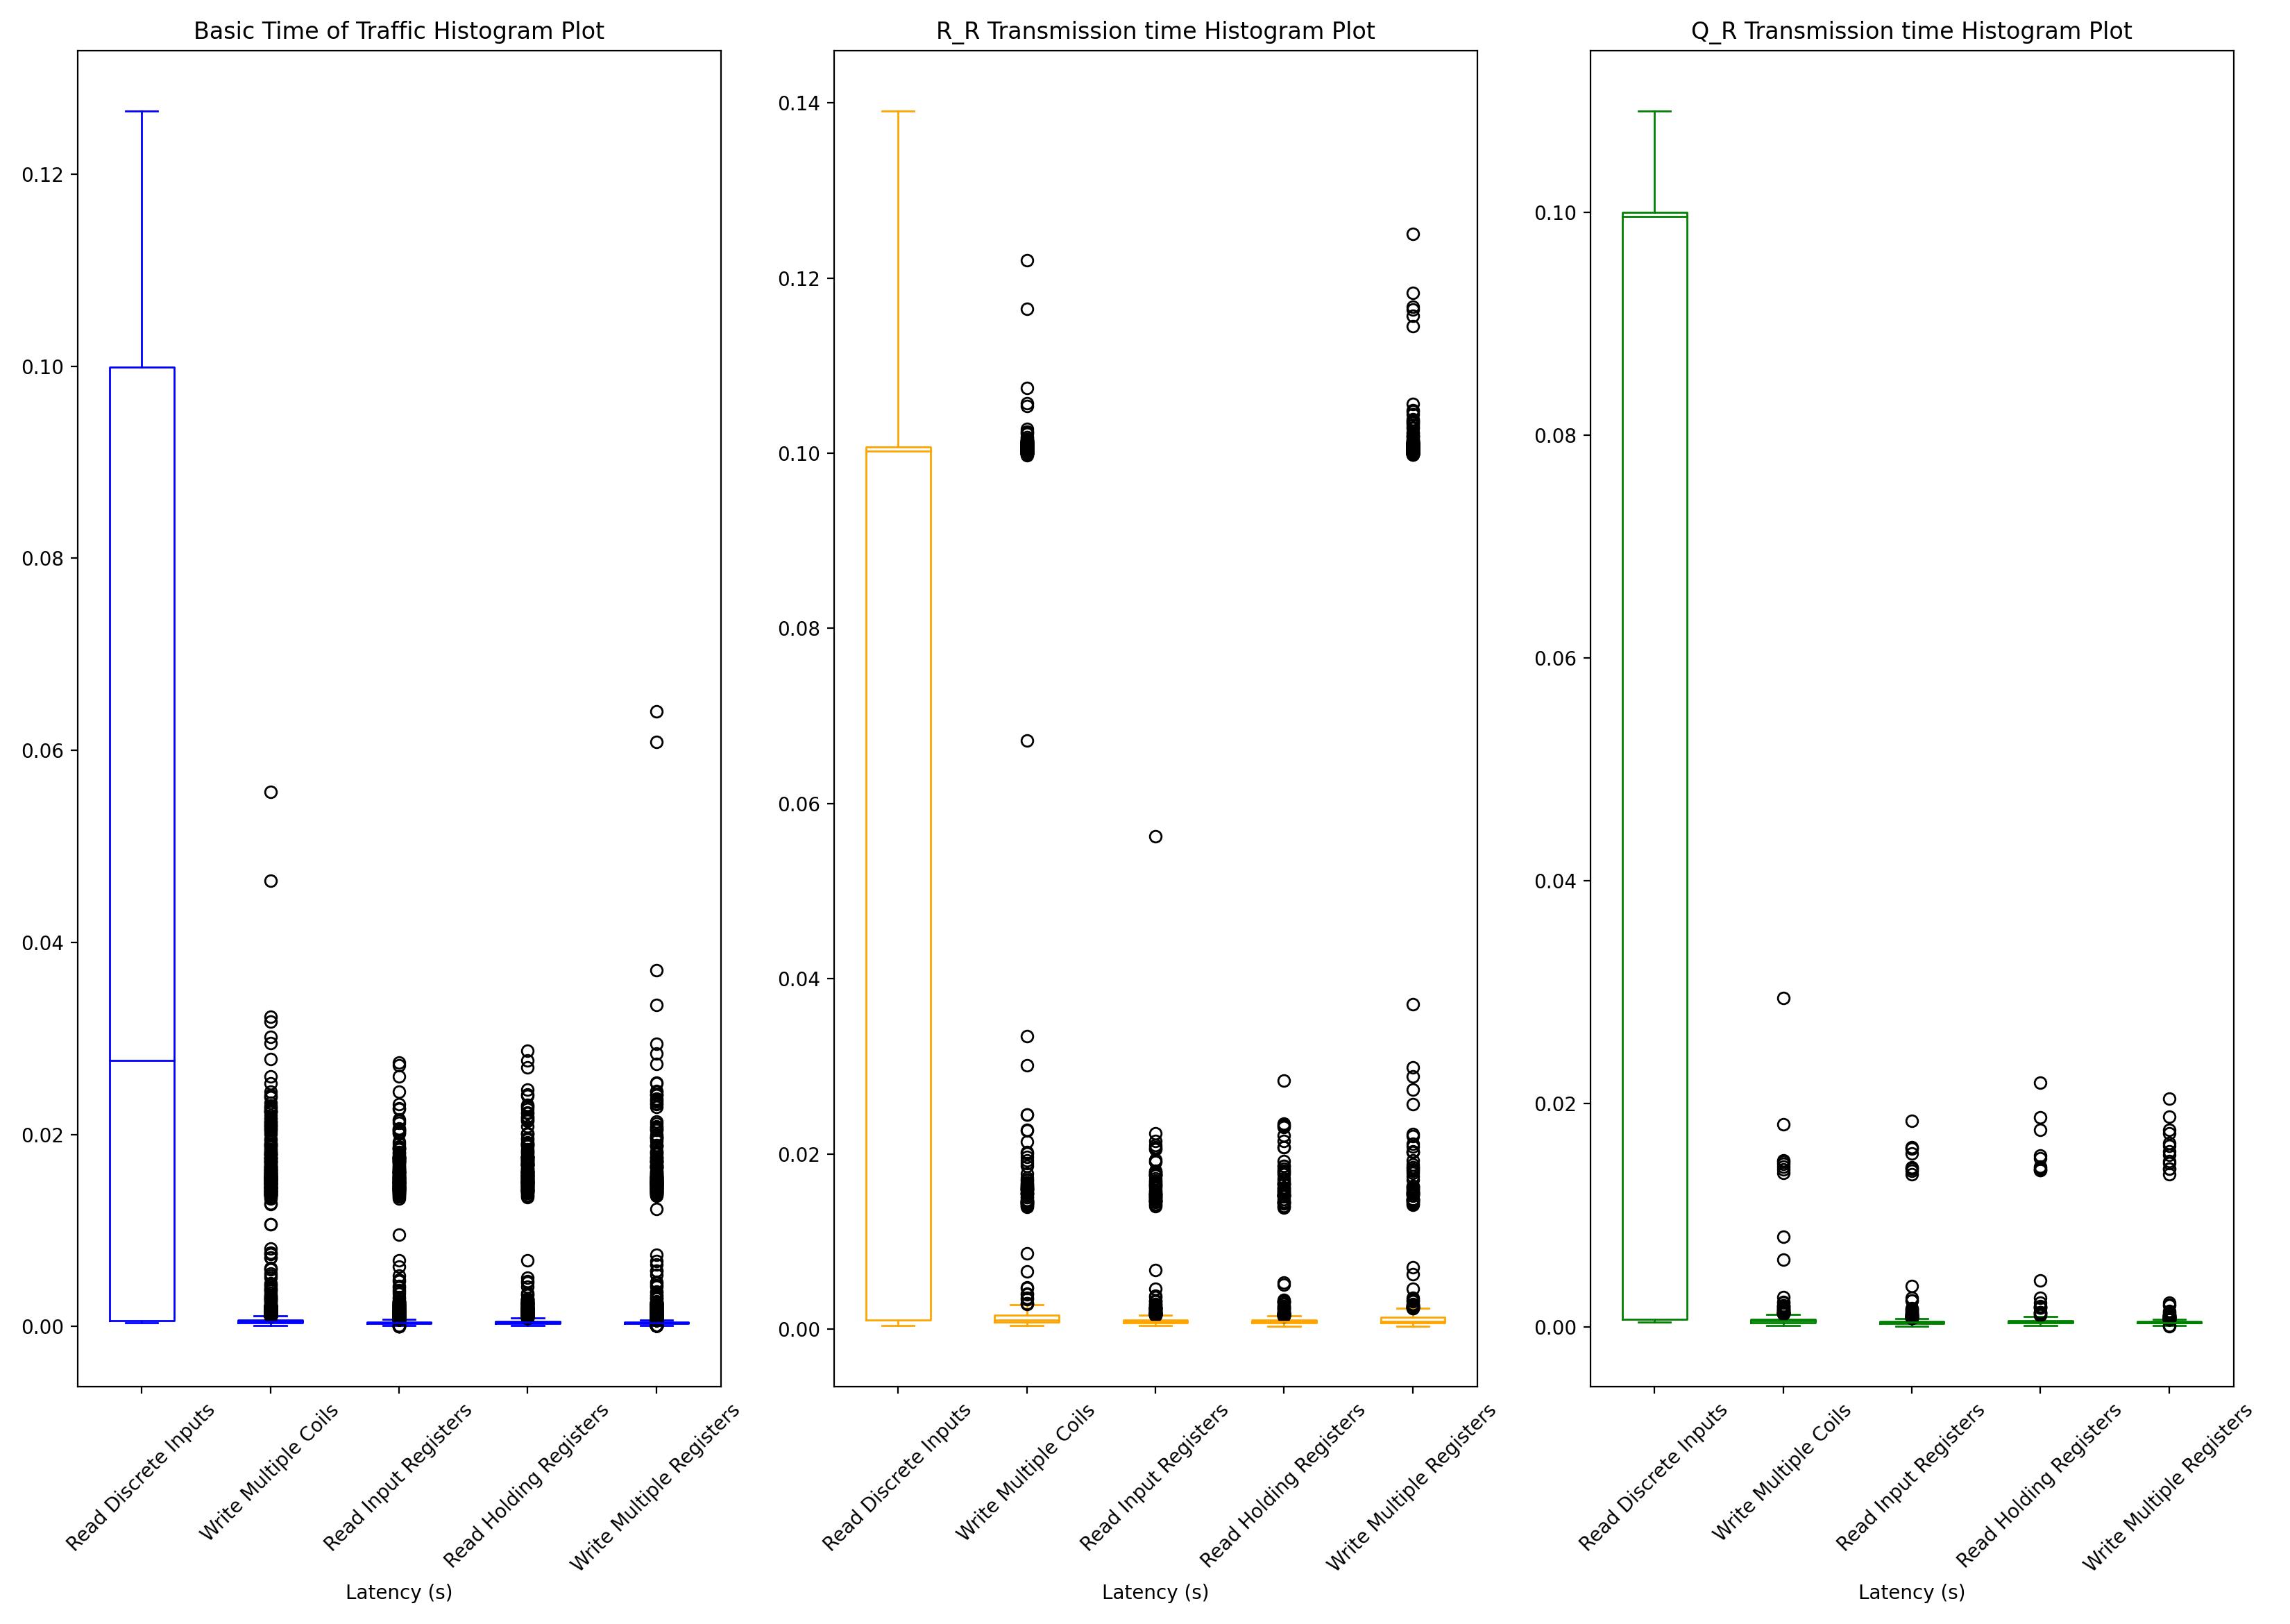 Basic Time of Traffic Histogram Plot
0.12
0.10
0.08
0.06
0.04
0.02
0.00
Read Discrete Inputs
Write Multiple Coils
Read Input Registers
Read Holding Registers
Write Multiple Registers
Latency (s)
R_R Transmission time Histogram Plot
0.14
0.12
0.10
0.08
0.06
0.04
0.02
0.00
Read Discrete Inputs
Write Multiple Coils
Read Input Registers
Read Holding Registers
Write Multiple Registers
Latency (s)
Q_R Transmission time Histogram Plot
0.10
0.08
0.06
0.04
0.02
0.00
Read Discrete Inputs
Write Multiple Coils
Read Input Registers
Read Holding Registers
Write Multiple Registers
Latency (s)